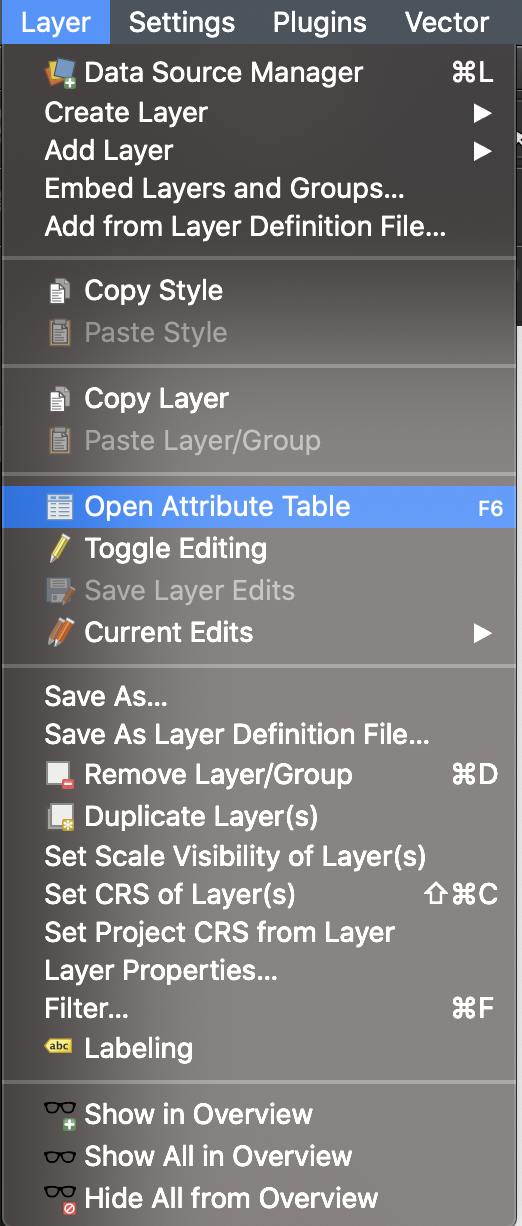 Layer Settings Plugins Vector
Data Source Manager ⌘L
Create Layer ▶
Add Layer ▶
Embed Layers and Groups...
Add from Layer Definition File...
Copy Style
Paste Style
Copy Layer
Paste Layer/Group
Open Attribute Table F6
Toggle Editing
Save Layer Edits
Current Edits ▶
Save As...
Save As Layer Definition File...
Remove Layer/Group ⌘D
Duplicate Layer(s)
Set Scale Visibility of Layer(s)
Set CRS of Layer(s) ⇧⌘C
Set Project CRS from Layer
Layer Properties...
Filter... ⌘F
abc Labeling
Show in Overview
Show All in Overview
Hide All from Overview